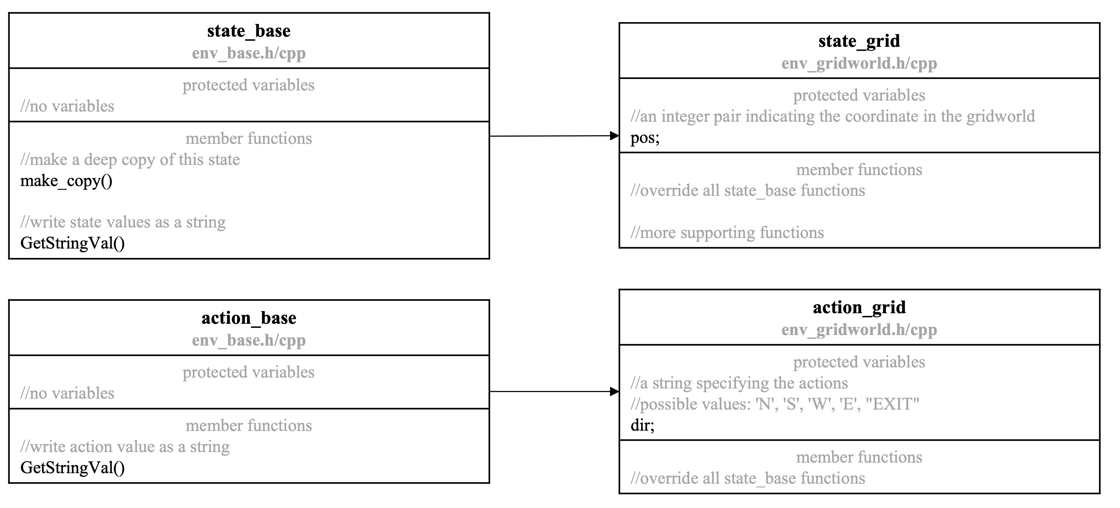 state_base
env_base.h/cpp
protected variables
//no variables
member functions
//make a deep copy of this state
make_copy()
//write state values as a string
GetStringVal()
state_grid
env_gridworld.h/cpp
protected variables
//an integer pair indicating the coordinate in the gridworld
pos;
member functions
//override all state_base functions
//more supporting functions
action_base
env_base.h/cpp
protected variables
//no variables
member functions
//write action value as a string
GetStringVal()
action_grid
env_gridworld.h/cpp
protected variables
//a string specifying the actions
//possible values: 'N', 'S', 'W', 'E', "EXIT"
dir;
member functions
//override all state_base functions